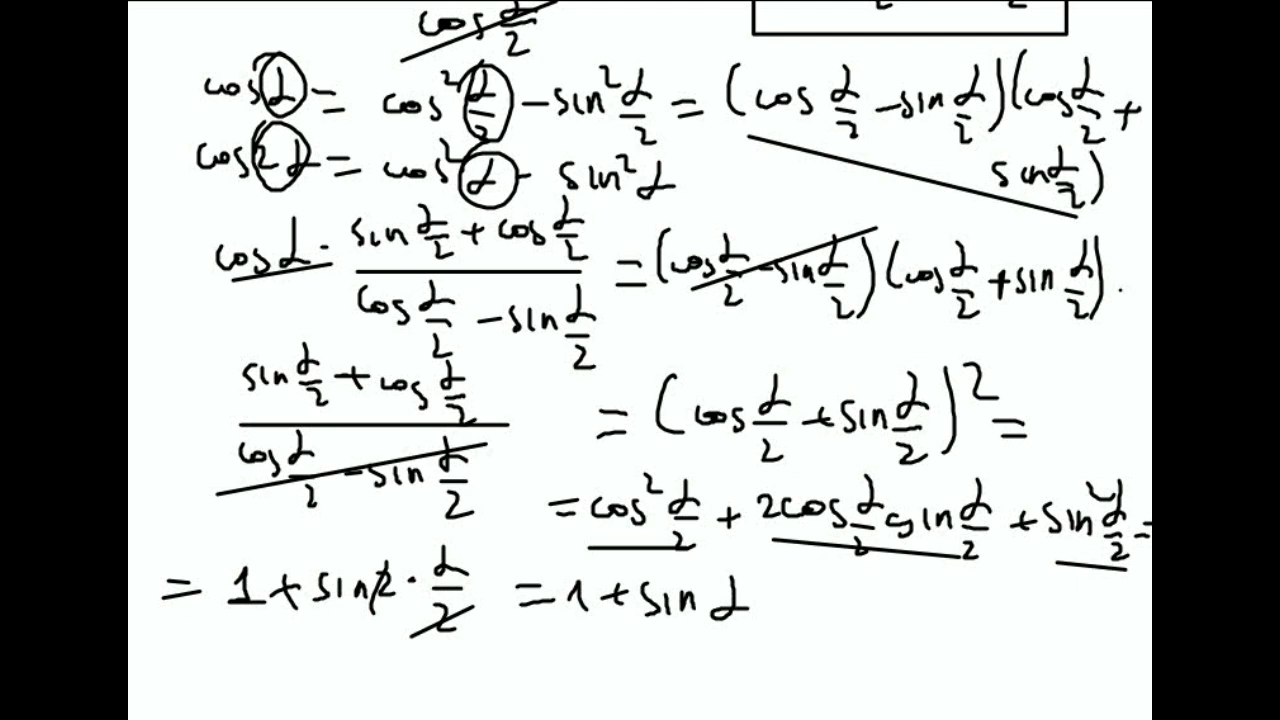 cos α/2
2 2
cos α = cos² α/2 - sin² α/2 = (cos α/2 - sin α/2)(cos α/2 +
sin α/2)
cos 2α = cos² α - sin² α
cos α · (sin α/2 + cos α/2)/(cos α/2 - sin α/2) = (cos α/2 - sin α/2)(cos α/2 + sin α/2) ·
(sin α/2 + cos α/2)/(cos α/2 - sin α/2) = (cos α/2 + sin α/2)² =
= cos² α/2 + 2cos α/2 sin α/2 + sin² α/2 =
= 1 + sin 2 · α/2 = 1 + sin α